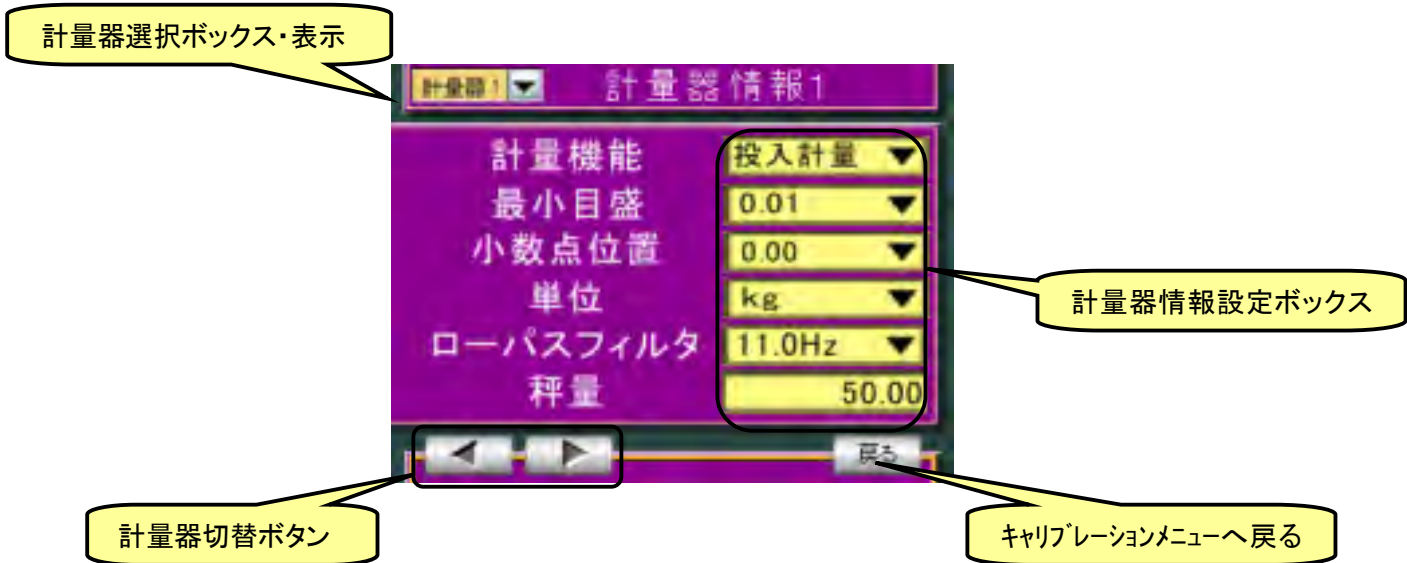 計量器選択ボックス・表示
計量器1
計量器情報1
計量機能 投入計量
最小目盛 0.01
小数点位置 0.00
単位 kg
ローパスフィルタ 11.0Hz
秤量 50.00
計量器情報設定ボックス
戻る
計量器切替ボタン
ｷｬﾘﾌﾞﾚｰｼｮﾝﾒﾆｭｰへ戻る